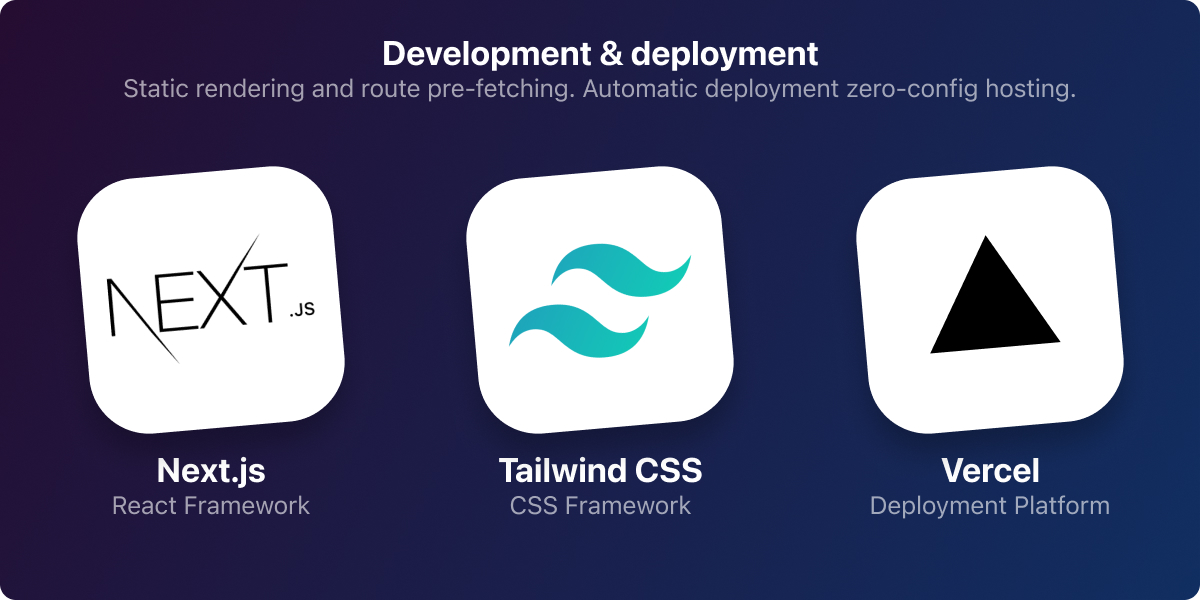 Development & deployment
Static rendering and route pre-fetching. Automatic deployment zero-config hosting.
NEXT.JS
Next.js
React Framework
Tailwind CSS
CSS Framework
Vercel
Deployment Platform